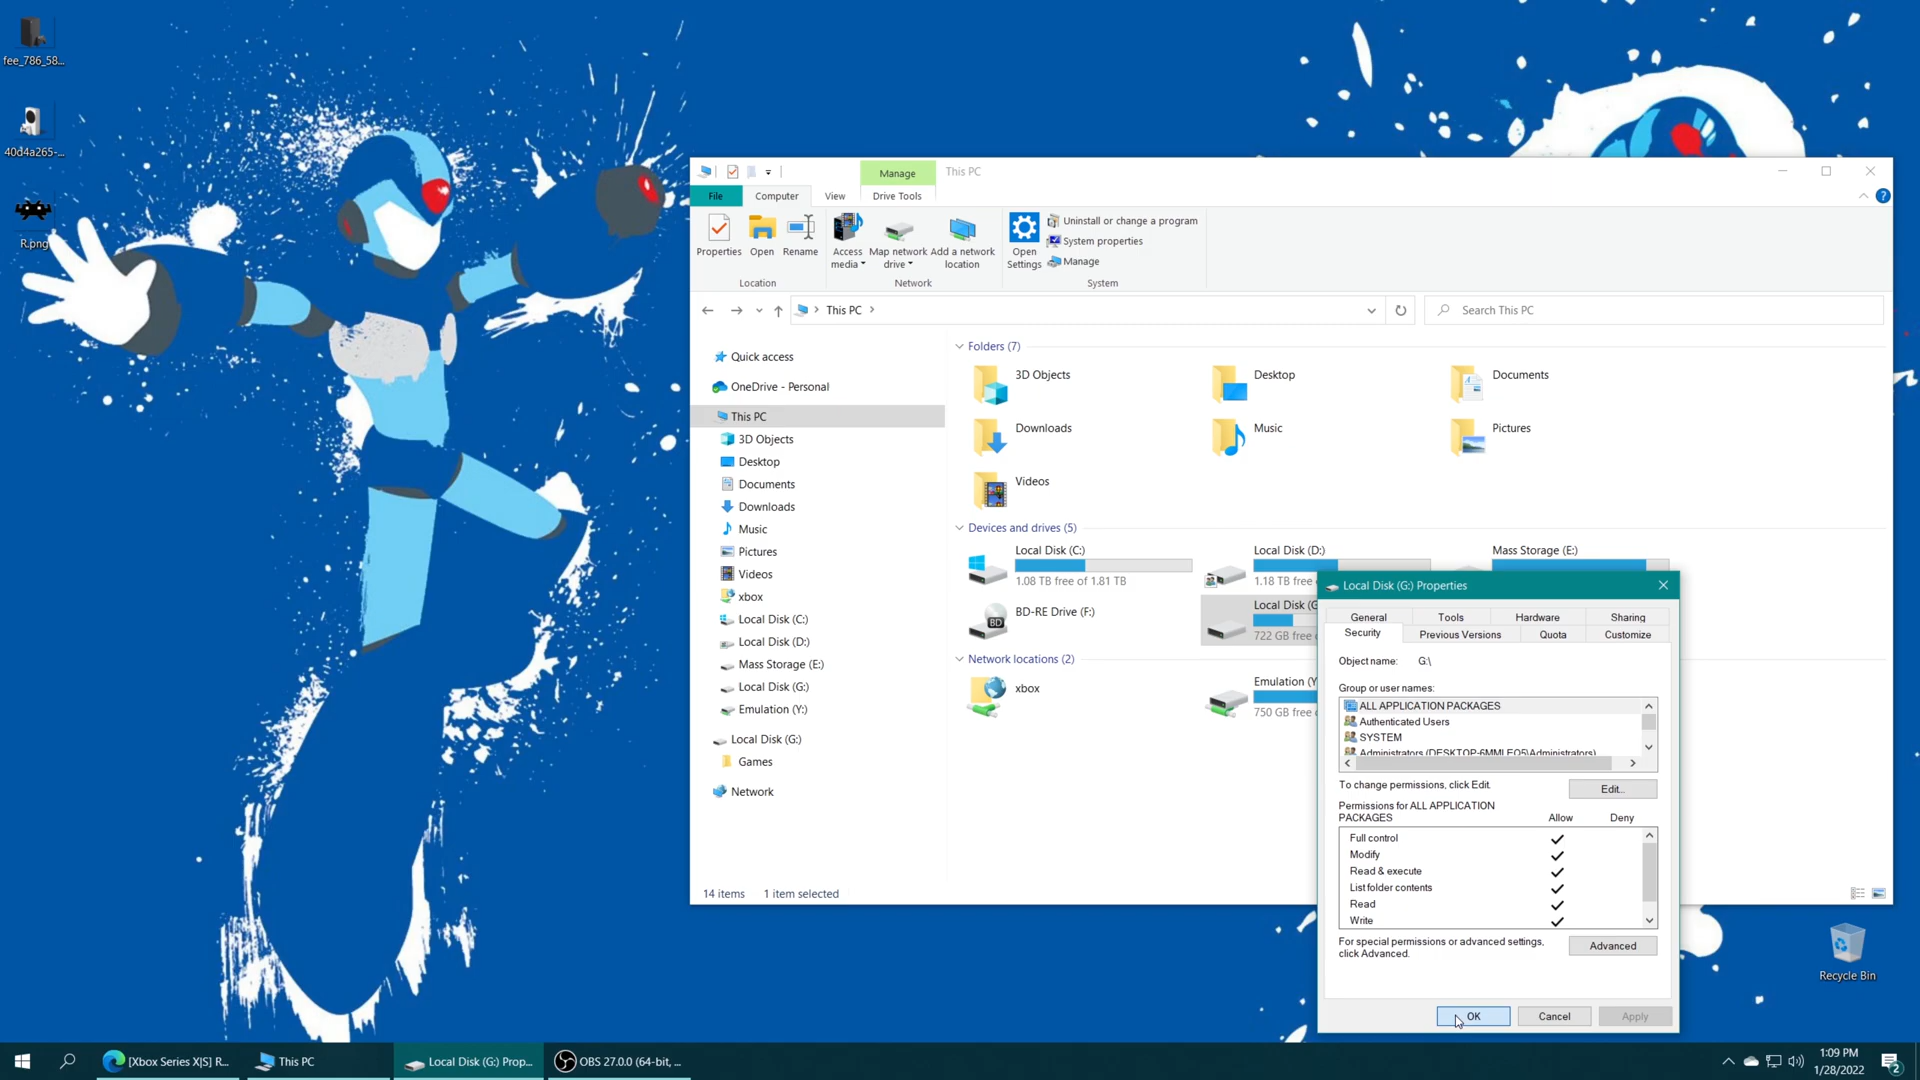 fee_786_58...
40d4a265-...
R.png
Manage
This PC
File
Computer
View
Drive Tools
Properties
Open
Rename
Access media
Map network drive
Add a network location
Open Settings
Uninstall or change a program
System properties
Manage
Location
Network
System
This PC
Search This PC
Quick access
OneDrive - Personal
This PC
3D Objects
Desktop
Documents
Downloads
Music
Pictures
Videos
xbox
Local Disk (C:)
Local Disk (D:)
Mass Storage (E:)
Local Disk (G:)
Emulation (Y:)
Local Disk (G:)
Games
Network
Folders (7)
3D Objects
Desktop
Documents
Downloads
Music
Pictures
Videos
Devices and drives (5)
Local Disk (C:)
1.08 TB free of 1.81 TB
Local Disk (D:)
1.18 TB free
Mass Storage (E:)
BD
BD-RE Drive (F:)
Local Disk (G
722 GB free
Network locations (2)
xbox
Emulation (Y
750 GB free
14 items 1 item selected
Local Disk (G:) Properties
General
Tools
Hardware
Sharing
Security
Previous Versions
Quota
Customize
Object name: G:\
Group or user names:
ALL APPLICATION PACKAGES
Authenticated Users
SYSTEM
Administrators (DESKTOP-6MMLEQ5\Administrators)
To change permissions, click Edit.
Edit...
Permissions for ALL APPLICATION
PACKAGES
Allow
Deny
Full control
Modify
Read & execute
List folder contents
Read
Write
For special permissions or advanced settings,
click Advanced.
Advanced
OK
Cancel
Apply
Recycle Bin
[Xbox Series X|S] R...
This PC
Local Disk (G:) Prop...
OBS 27.0.0 (64-bit, ...
1:09 PM
1/28/2022
2